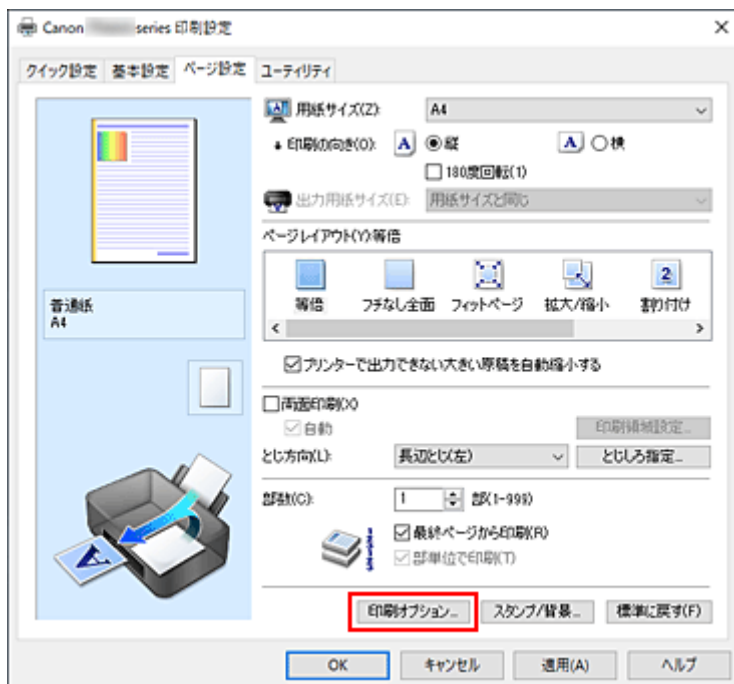 Canon series 印刷設定
クイック設定 基本設定 ページ設定 ユーティリティ
用紙サイズ(Z): A4
印刷の向き(O): A 縦 A 横
180度回転(1)
出力用紙サイズ(E): 用紙サイズと同じ
ページレイアウト(Y):等倍
等倍 フチなし全面 フィットページ 拡大/縮小 割り付け
普通紙
A4
プリンターで出力できない大きい原稿を自動縮小する
両面印刷(X)
自動 印刷領域設定...
とじ方向(L): 長辺とじ(左) とじしろ指定...
部数(C): 1 部(1-999)
最終ページから印刷(R)
部単位で印刷(T)
印刷オプション... スタンプ/背景... 標準に戻す(F)
OK キャンセル 適用(A) ヘルプ